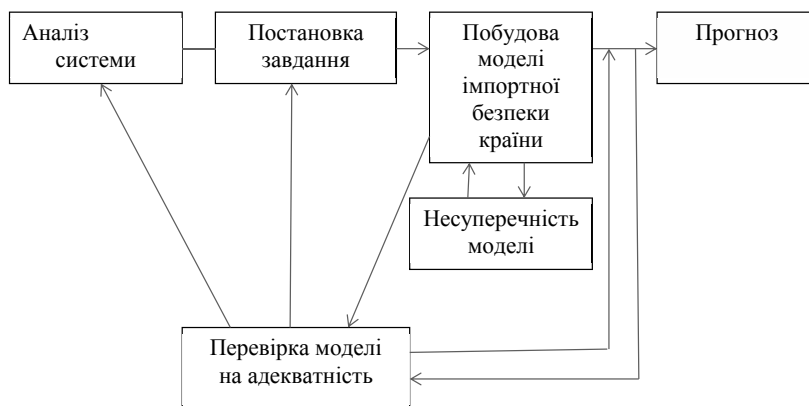 Аналіз
системи
Постановка
завдання
Побудова
моделі
імпортної
безпеки
країни
Прогноз
Несуперечність
моделі
Перевірка моделі
на адекватність